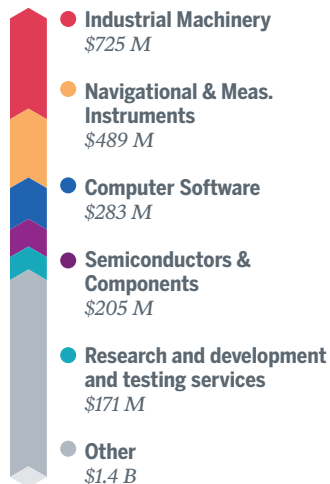 Industrial Machinery
$725 M
Navigational & Meas.
Instruments
$489 M
Computer Software
$283 M
Semiconductors &
Components
$205 M
Research and development
and testing services
$171 M
Other
$1.4 B